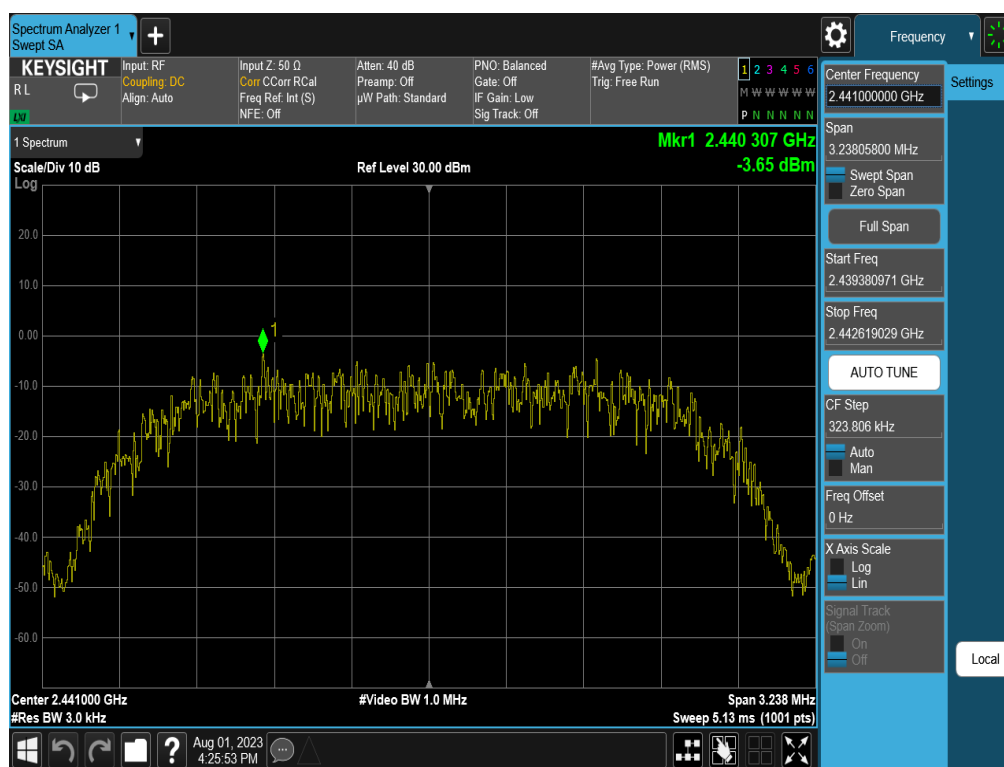 Spectrum Analyzer 1
Swept SA
+
Frequency
KEYSIGHT
R L
LXI
Input: RF
Coupling: DC
Align: Auto
Input Z: 50 Ω
Corr CCorr RCal
Freq Ref: Int (S)
NFE: Off
Atten: 40 dB
Preamp: Off
µW Path: Standard
PNO: Balanced
Gate: Off
IF Gain: Low
Sig Track: Off
#Avg Type: Power (RMS)
Trig: Free Run
1 2 3 4 5 6
M W W W W W
P N N N N N
1 Spectrum
Scale/Div 10 dB
Ref Level 30.00 dBm
Mkr1 2.440 307 GHz
-3.65 dBm
Log
20.0
10.0
0.00
-10.0
-20.0
-30.0
-40.0
-50.0
-60.0
1
Center 2.441000 GHz
#Video BW 1.0 MHz
Span 3.238 MHz
#Res BW 3.0 kHz
Sweep 5.13 ms (1001 pts)
Center Frequency
2.441000000 GHz
Settings
Span
3.23805800 MHz
Swept Span
Zero Span
Full Span
Start Freq
2.439380971 GHz
Stop Freq
2.442619029 GHz
AUTO TUNE
CF Step
323.806 kHz
Auto
Man
Freq Offset
0 Hz
X Axis Scale
Log
Lin
Signal Track
(Span Zoom)
On
Off
Local
?
Aug 01, 2023
4:25:53 PM